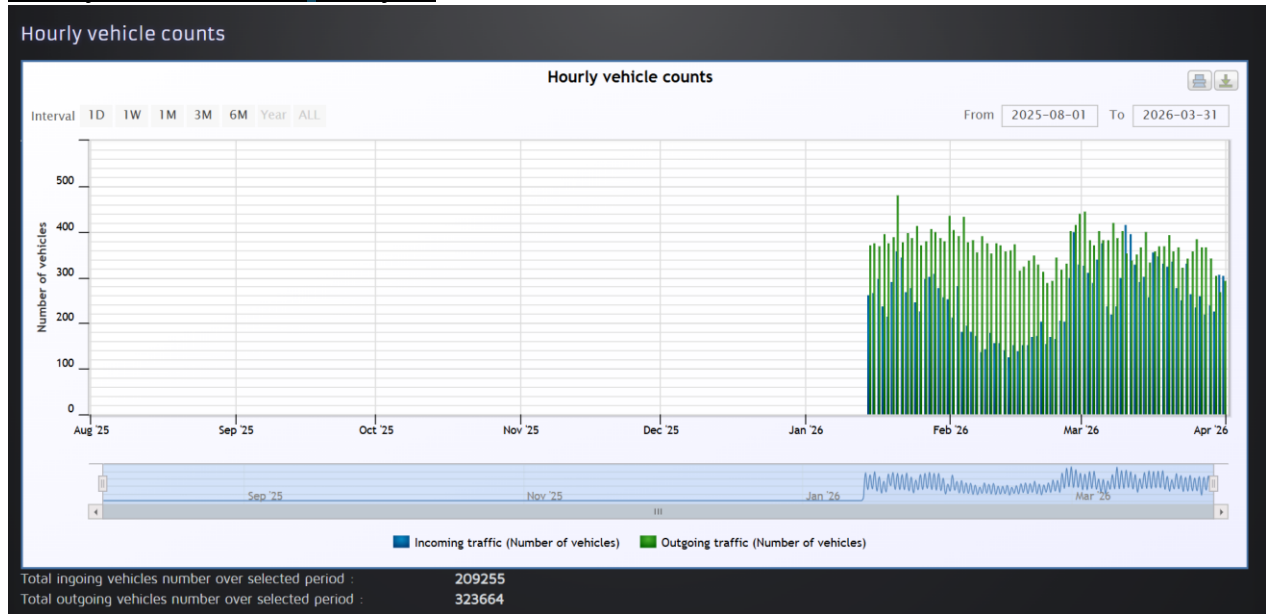 Hourly vehicle counts
Hourly vehicle counts
Interval 1D 1W 1M 3M 6M Year ALL
From 2025-08-01 To 2026-03-31
Number of vehicles
500
400
300
200
100
0
Aug '25 Sep '25 Oct '25 Nov '25 Dec '25 Jan '26 Feb '26 Mar '26 Apr '26
Sep '25 Nov '25 Jan '26 Mar '26
Incoming traffic (Number of vehicles) Outgoing traffic (Number of vehicles)
Total ingoing vehicles number over selected period : 209255
Total outgoing vehicles number over selected period : 323664